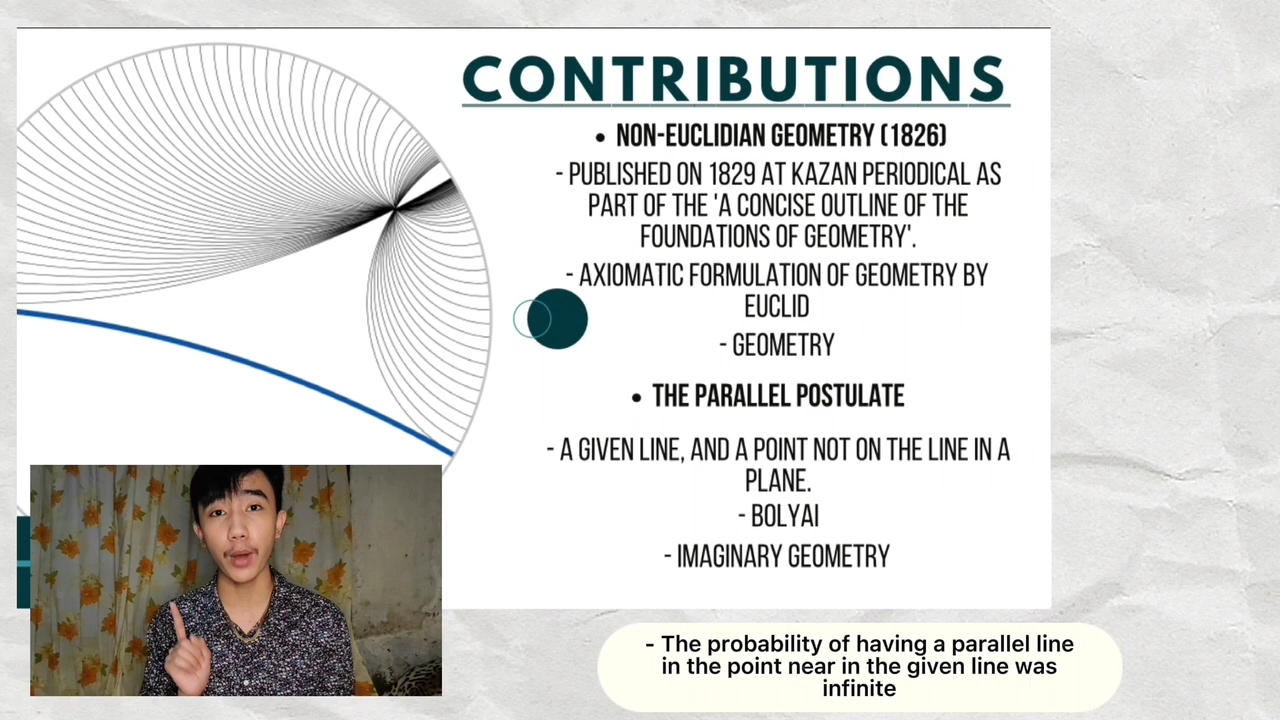 CONTRIBUTIONS
• NON-EUCLIDIAN GEOMETRY (1826)
- PUBLISHED ON 1829 AT KAZAN PERIODICAL AS
PART OF THE 'A CONCISE OUTLINE OF THE
FOUNDATIONS OF GEOMETRY'.
- AXIOMATIC FORMULATION OF GEOMETRY BY
EUCLID
- GEOMETRY
• THE PARALLEL POSTULATE
- A GIVEN LINE, AND A POINT NOT ON THE LINE IN A
PLANE.
- BOLYAI
- IMAGINARY GEOMETRY
- The probability of having a parallel line
in the point near in the given line was
infinite